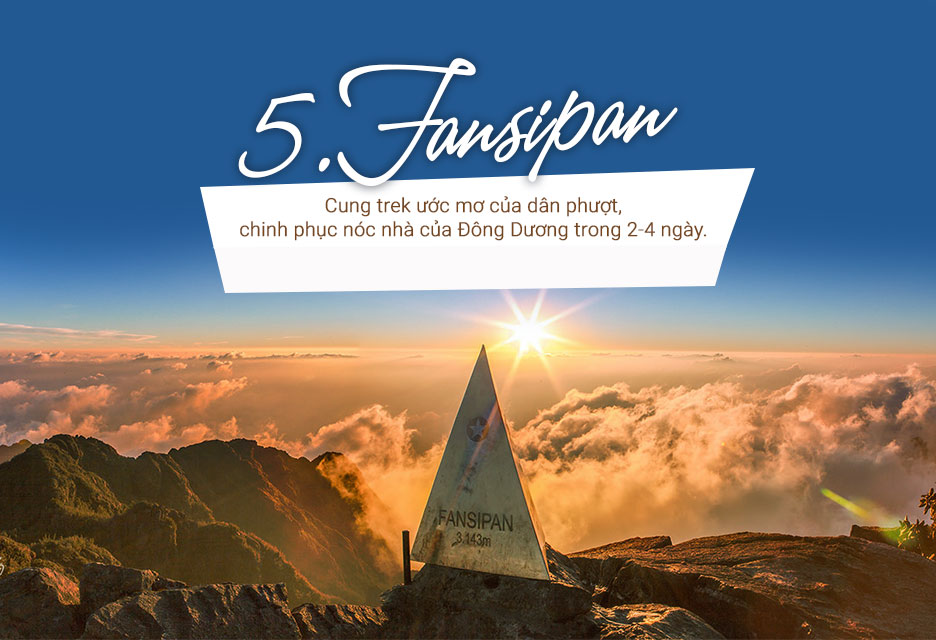 5. Fansipan
Cung trek ước mơ của dân phượt,
chinh phục nóc nhà của Đông Dương trong 2-4 ngày.
FANSIPAN
3.143m